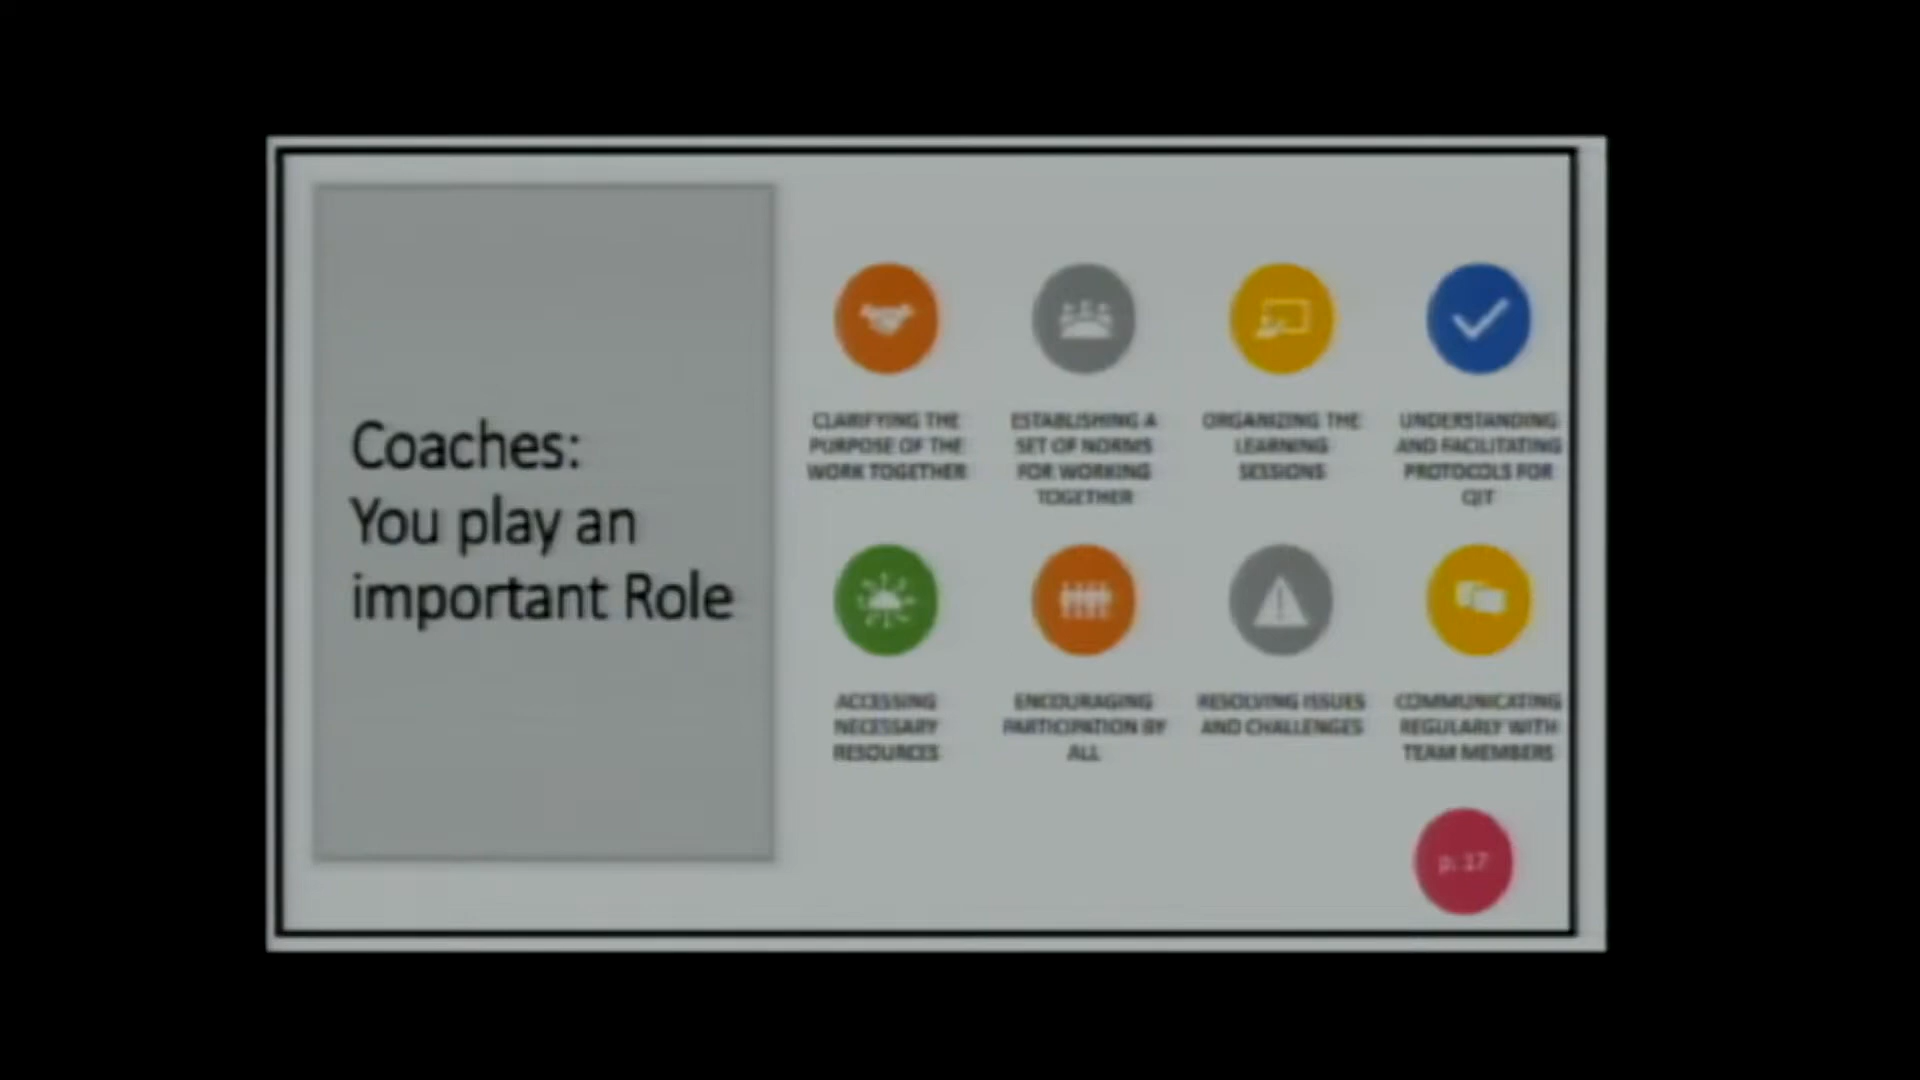 Coaches:
You play an
important Role
CLARIFYING THE
PURPOSE OF THE
WORK TOGETHER
ESTABLISHING A
SET OF NORMS
FOR WORKING
TOGETHER
ORGANIZING THE
LEARNING
SESSIONS
UNDERSTANDING
AND FACILITATING
PROTOCOLS FOR
QIT
ACCESSING
NECESSARY
RESOURCES
ENCOURAGING
PARTICIPATION BY
ALL
RESOLVING ISSUES
AND CHALLENGES
COMMUNICATING
REGULARLY WITH
TEAM MEMBERS
p. 17